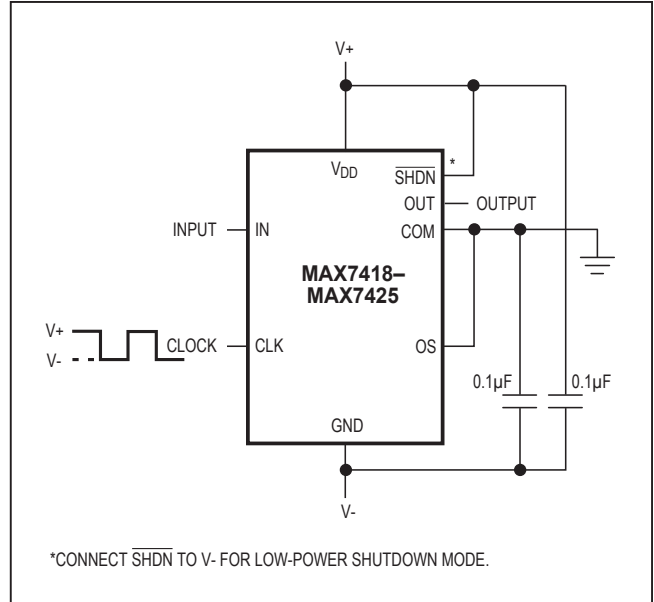 V+
VDD
*
SHDN
OUT
OUTPUT
INPUT
IN
COM
MAX7418–
MAX7425
V+
V-
CLOCK
CLK
OS
0.1µF
0.1µF
GND
V-
*CONNECT SHDN TO V- FOR LOW-POWER SHUTDOWN MODE.